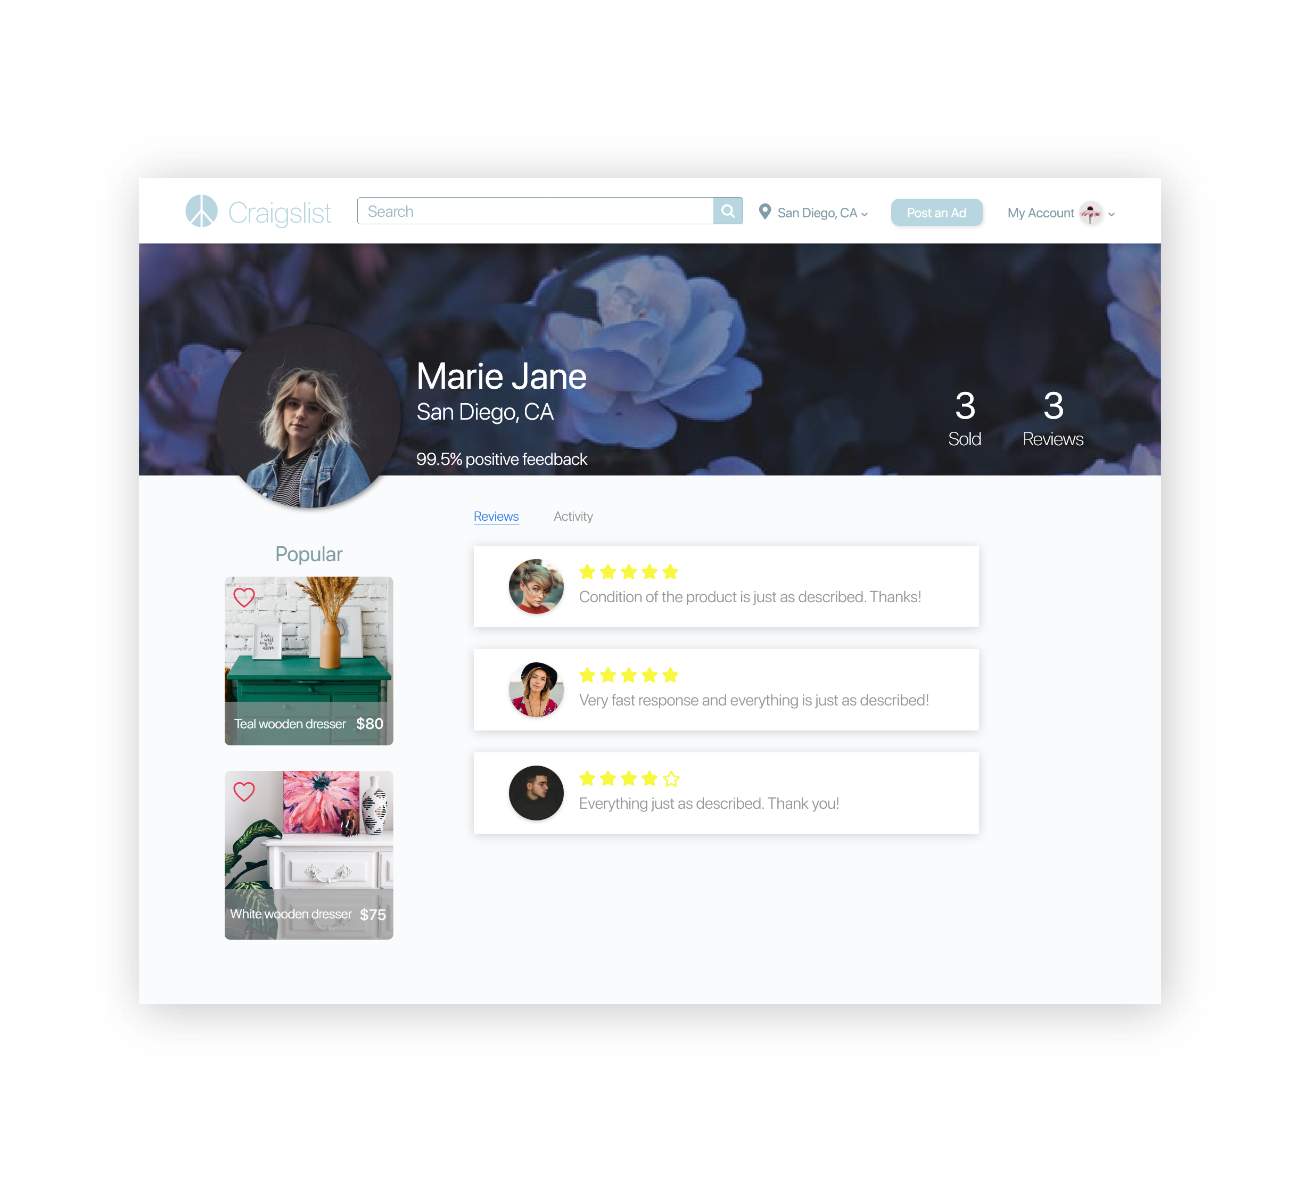 Craigslist
Search
San Diego, CA
Post an Ad
My Account
Marie Jane
San Diego, CA
99.5% positive feedback
3
Sold
3
Reviews
Reviews
Activity
Popular
Teal wooden dresser $80
White wooden dresser $75
Condition of the product is just as described. Thanks!
Very fast response and everything is just as described!
Everything just as described. Thank you!